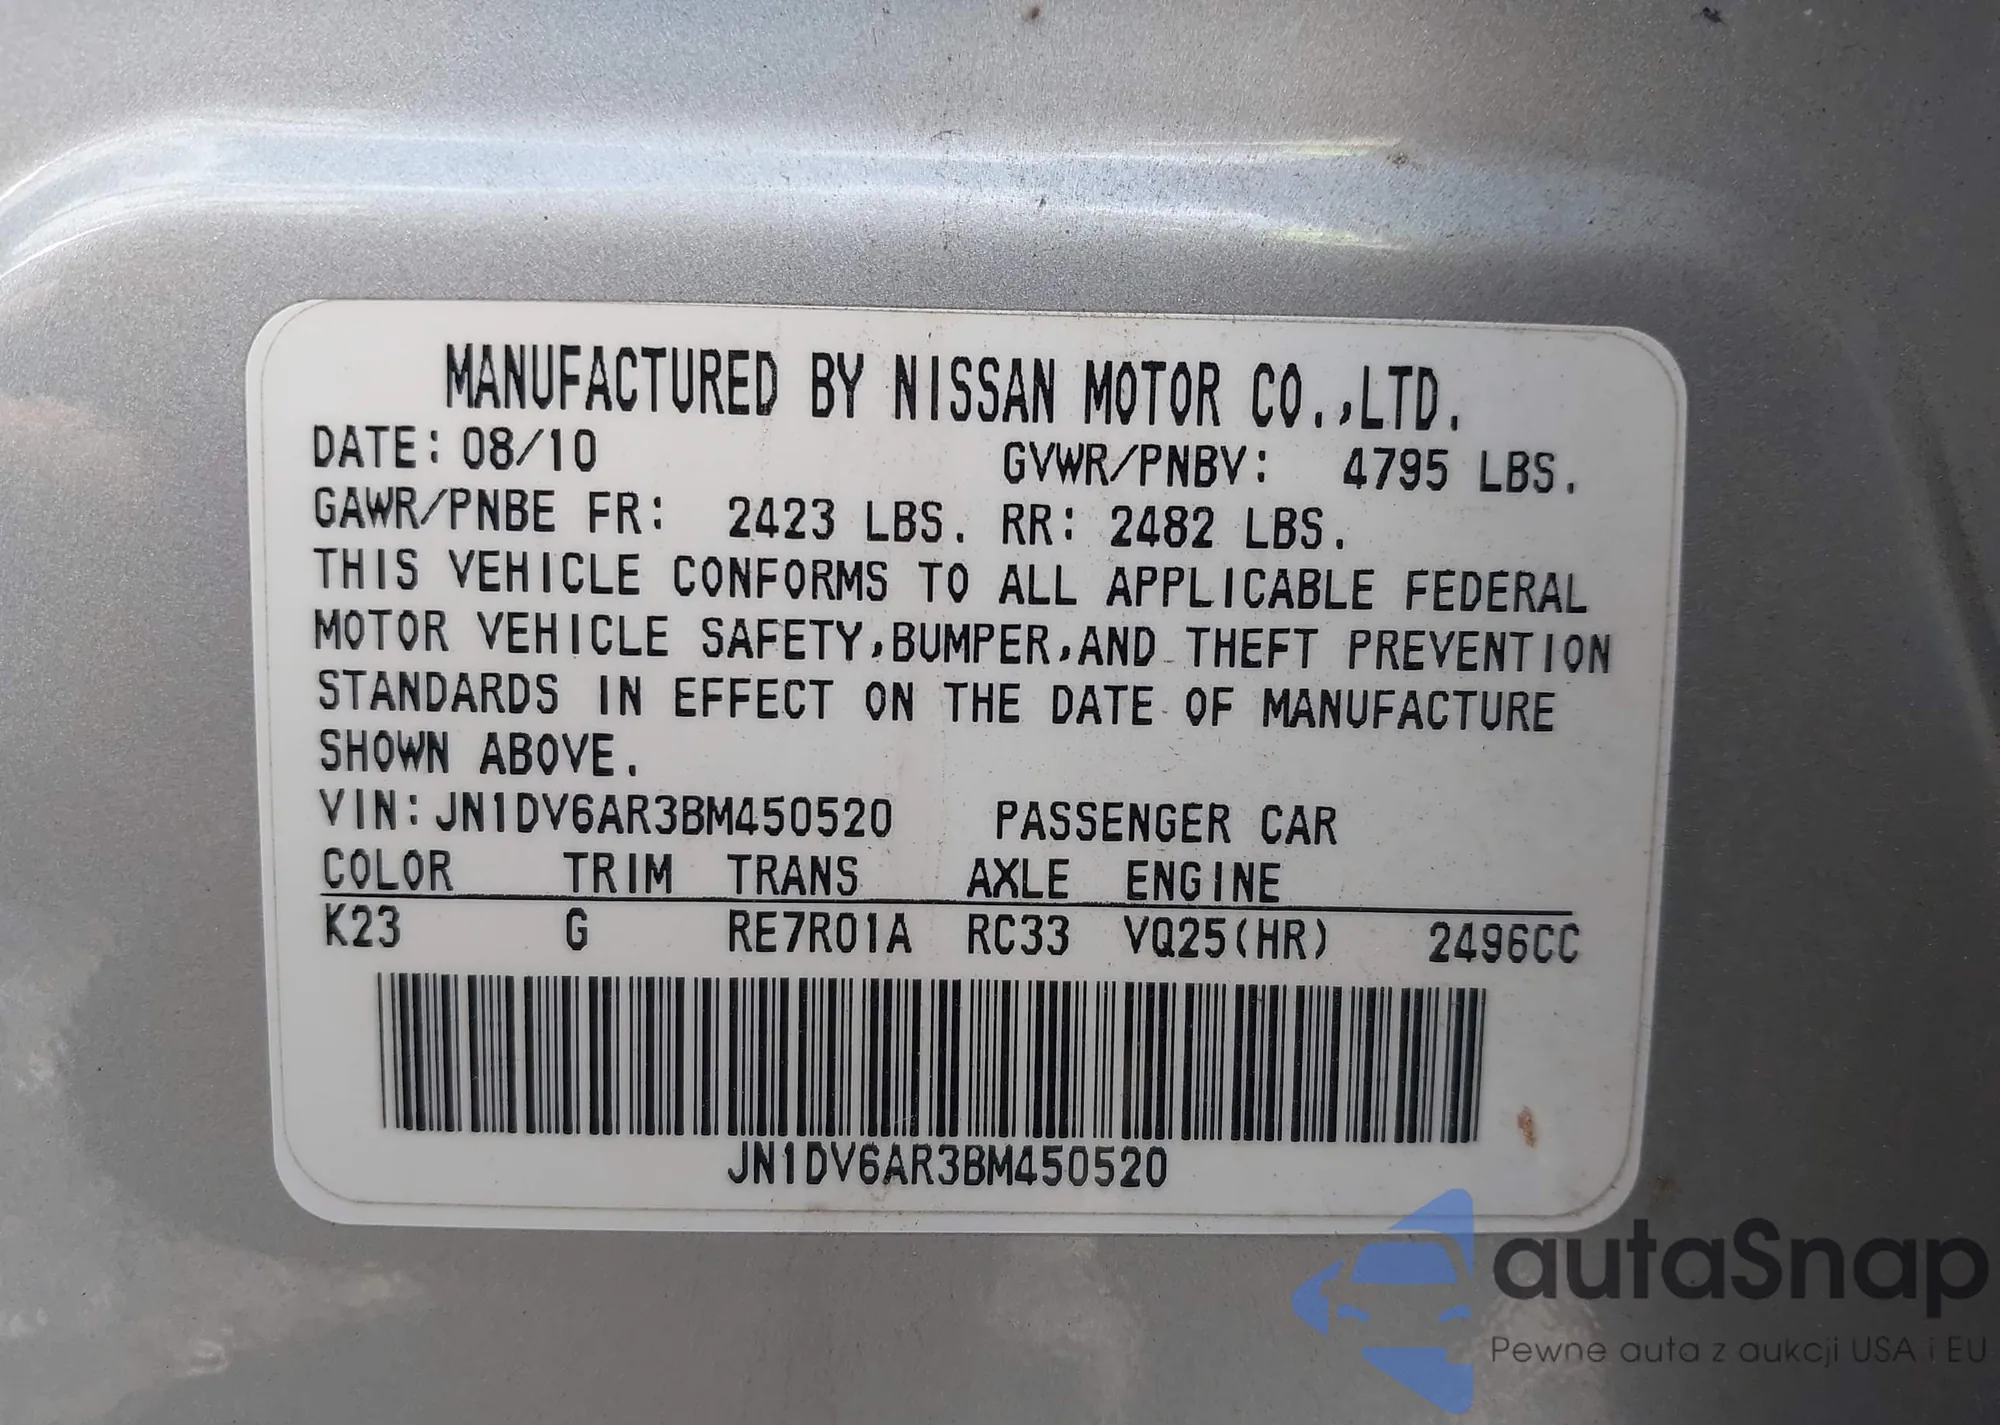 MANUFACTURED BY NISSAN MOTOR CO.,LTD.
DATE: 08/10 GVWR/PNBV: 4795 LBS.
GAWR/PNBE FR: 2423 LBS. RR: 2482 LBS.
THIS VEHICLE CONFORMS TO ALL APPLICABLE FEDERAL
MOTOR VEHICLE SAFETY,BUMPER,AND THEFT PREVENTION
STANDARDS IN EFFECT ON THE DATE OF MANUFACTURE
SHOWN ABOVE.
VIN:JN1DV6AR3BM450520 PASSENGER CAR
COLOR TRIM TRANS AXLE ENGINE
K23 G RE7R01A RC33 VQ25(HR) 2496CC
JN1DV6AR3BM450520
autaSnap
Pewne auta z aukcji USA i EU